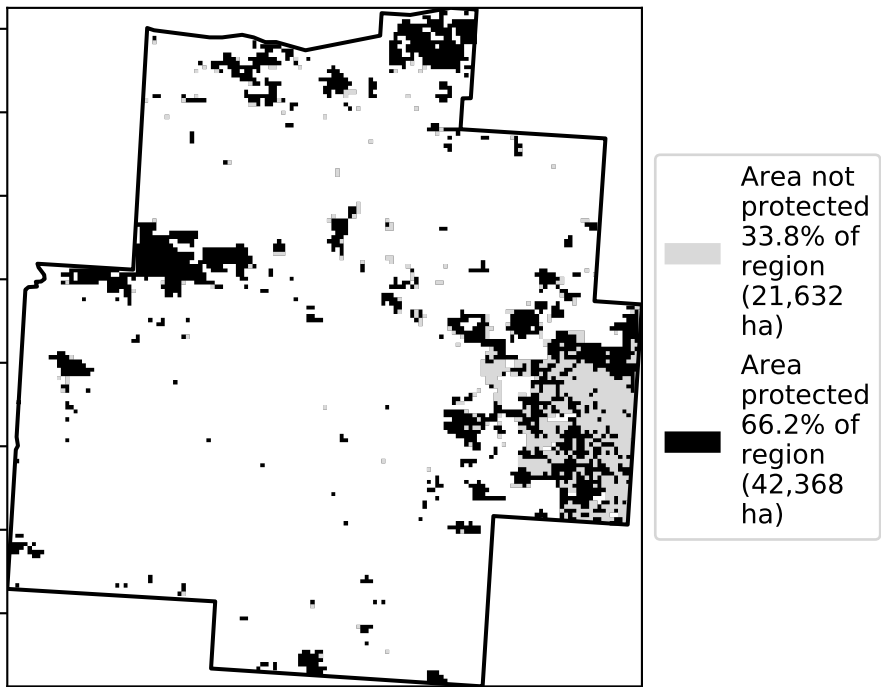 Area not
protected
33.8% of
region
(21,632
ha)
Area
protected
66.2% of
region
(42,368
ha)